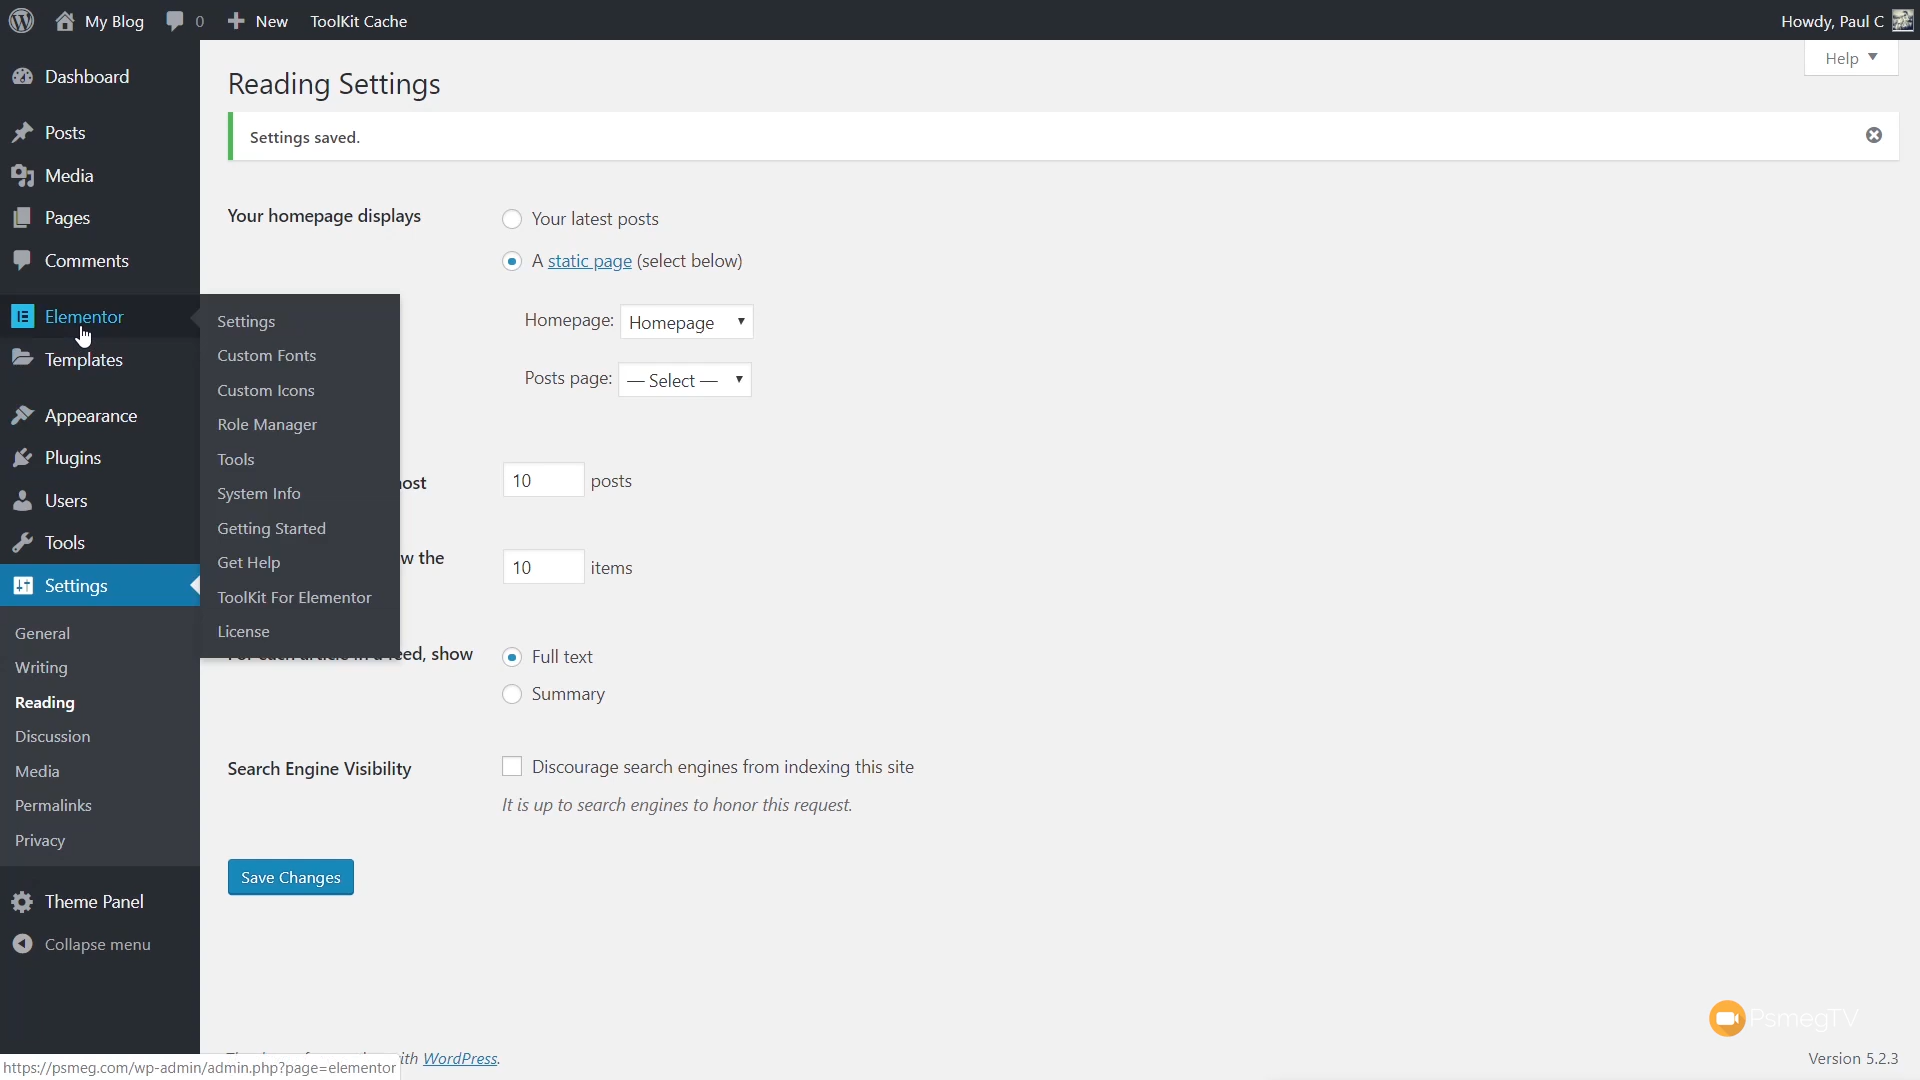 My Blog 0 New ToolKit Cache Howdy, Paul C
Help
Dashboard
Posts
Media
Pages
Comments
Elementor
Templates
Appearance
Plugins
Users
Tools
Settings
General
Writing
Reading
Discussion
Media
Permalinks
Privacy
Theme Panel
Collapse menu
Settings
Custom Fonts
Custom Icons
Role Manager
Tools
System Info
Getting Started
Get Help
ToolKit For Elementor
License
Reading Settings
Settings saved.
Your homepage displays
Your latest posts
A static page (select below)
Homepage: Homepage
Posts page: — Select —
10 posts
the
10 items
feed, show
Full text
Summary
Search Engine Visibility
Discourage search engines from indexing this site
It is up to search engines to honor this request.
Save Changes
PsmegTV
WordPress.
Version 5.2.3
https://psmeg.com/wp-admin/admin.php?page=elementor